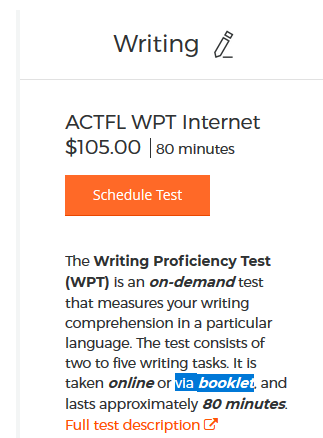 Writing
ACTFL WPT Internet
$105.00 | 80 minutes
Schedule Test
The Writing Proficiency Test
(WPT) is an on-demand test
that measures your writing
comprehension in a particular
language. The test consists of
two to five writing tasks. It is
taken online or via booklet, and
lasts approximately 80 minutes.
Full test description